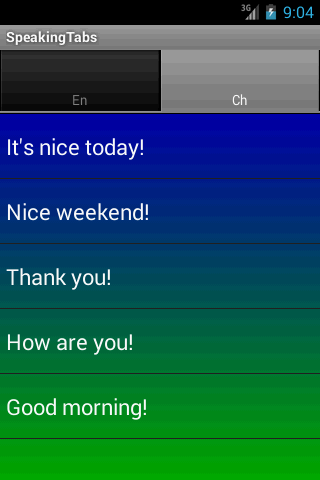 3G 9:04
SpeakingTabs
En Ch
It's nice today!
Nice weekend!
Thank you!
How are you!
Good morning!